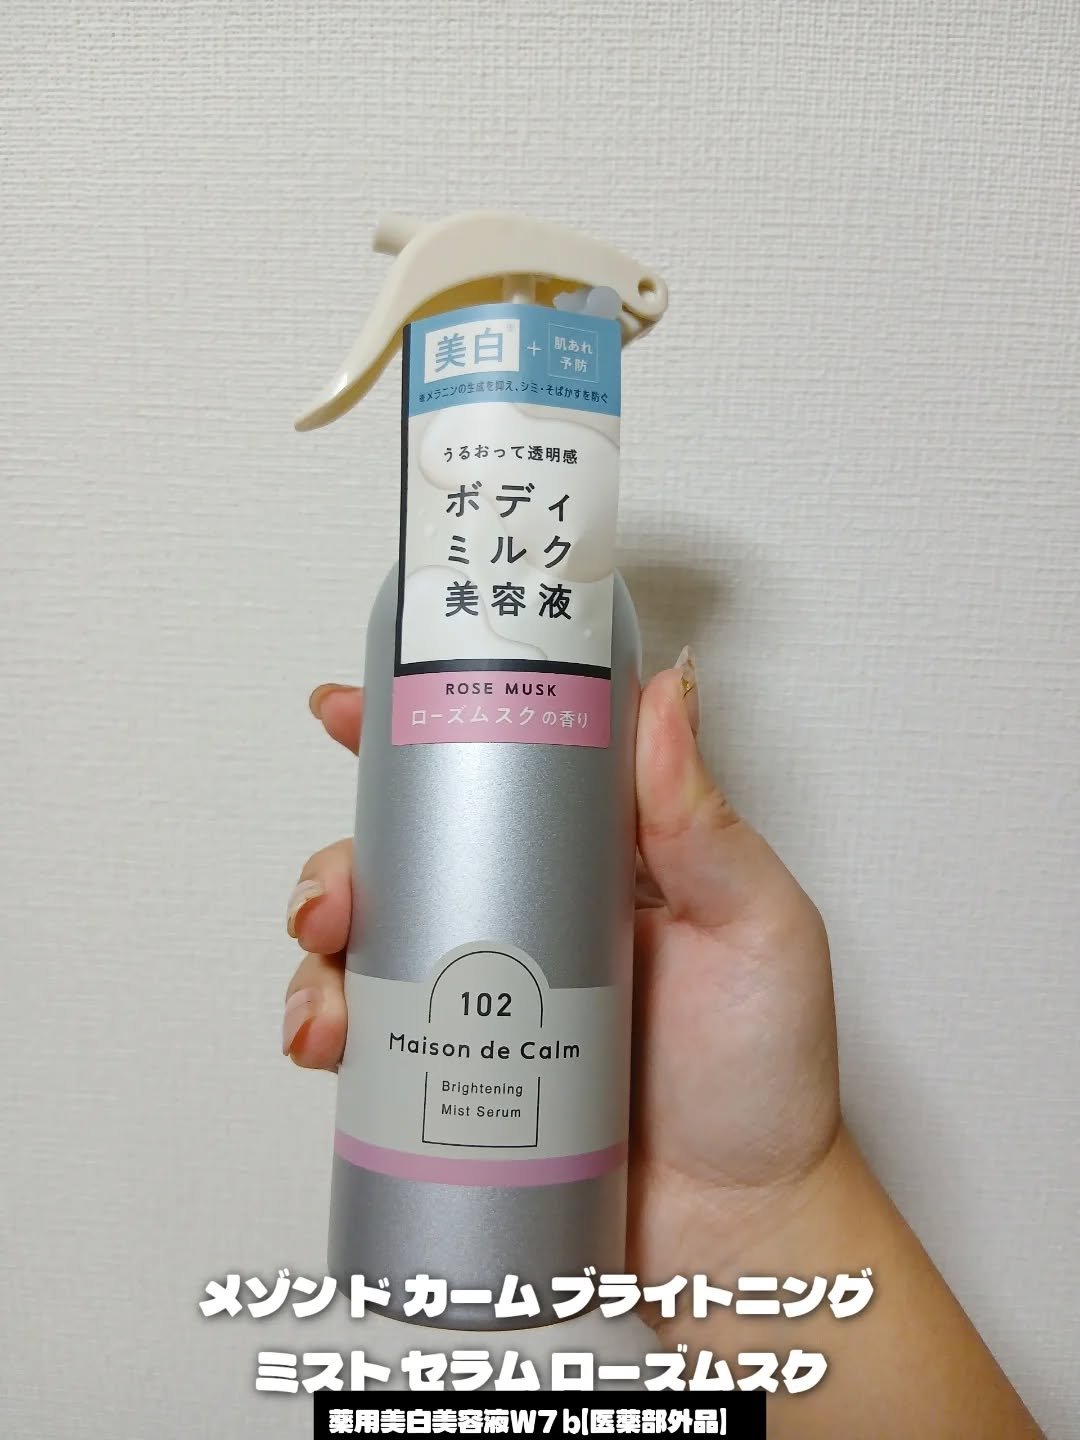 美白※ + 肌あれ
予防
※メラニンの生成を抑え、シミ・そばかすを防ぐ
うるおって透明感
ボディ
ミルク
美容液
ROSE MUSK
ローズムスクの香り
102
Maison de Calm
Brightening
Mist Serum
メゾンド カーム ブライトニング
ミスト セラム ローズムスク
薬用美白美容液W7b[医薬部外品]